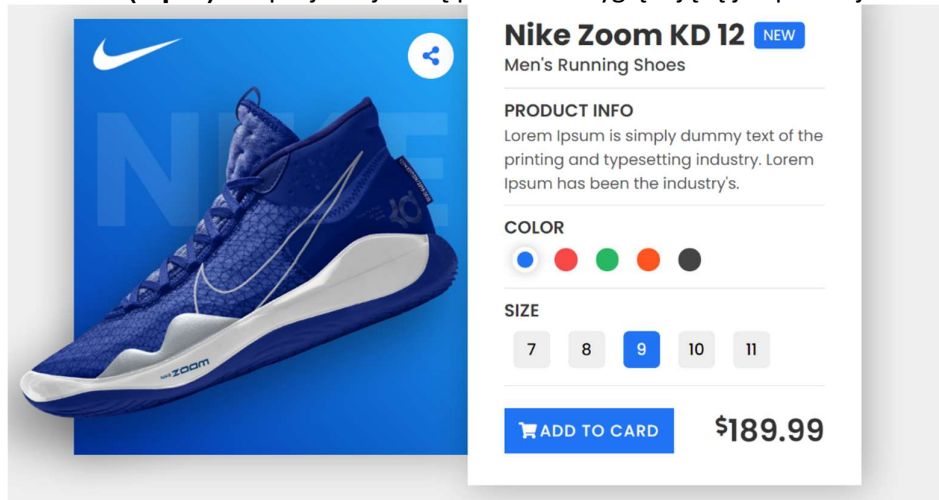 NIKE
ZOOM
Nike Zoom KD 12 NEW
Men's Running Shoes
PRODUCT INFO
Lorem Ipsum is simply dummy text of the
printing and typesetting industry. Lorem
Ipsum has been the industry's.
COLOR
SIZE
7 8 9 10 11
ADD TO CARD $189.99